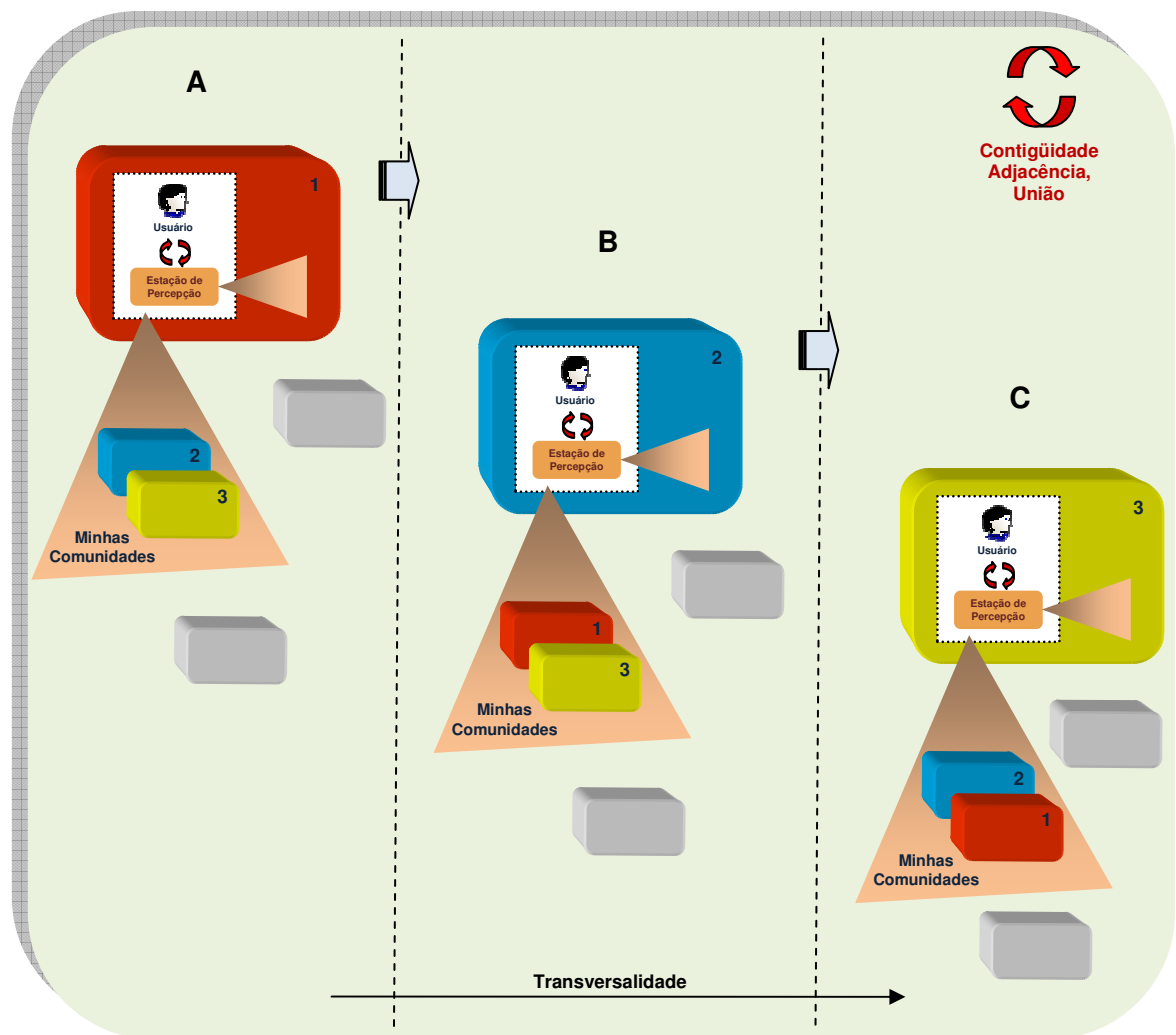 A
1
Usuário
Estação de
Percepção
2
3
Minhas
Comunidades
B
2
Usuário
Estação de
Percepção
1
3
Minhas
Comunidades
Contigüidade
Adjacência,
União
C
3
Usuário
Estação de
Percepção
2
1
Minhas
Comunidades
Transversalidade